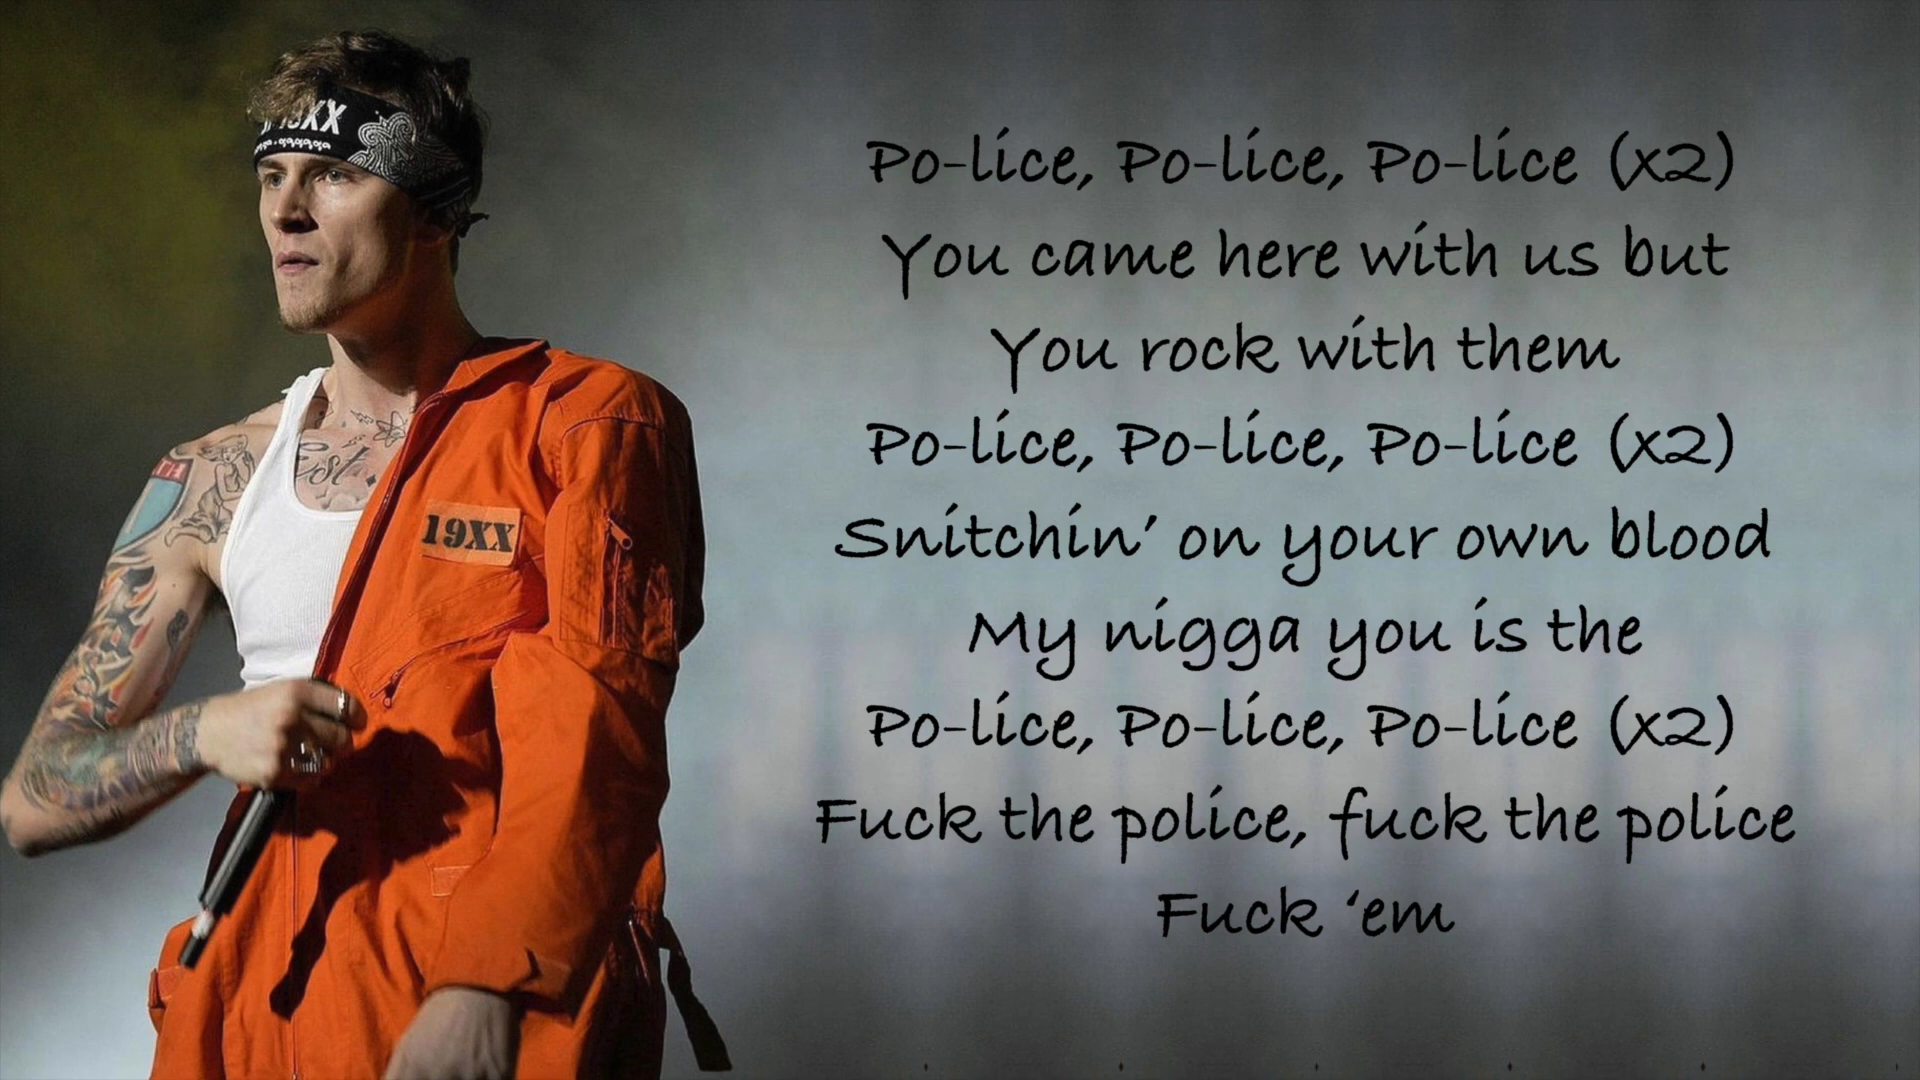 19XX
Est.
19XX
Po-lice, Po-lice, Po-lice (x2)
You came here with us but
You rock with them
Po-lice, Po-lice, Po-lice (x2)
Snitchin' on your own blood
My nigga you is the
Po-lice, Po-lice, Po-lice (x2)
Fuck the police, fuck the police
Fuck 'em